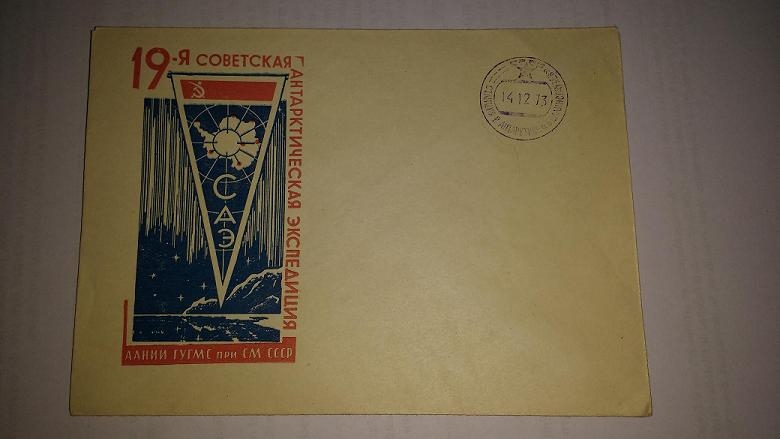 19-Я СОВЕТСКАЯ
АНТАРКТИЧЕСКАЯ ЭКСПЕДИЦИЯ
САЭ
ААНИИ ГУГМС при СМ СССР
14 12 73